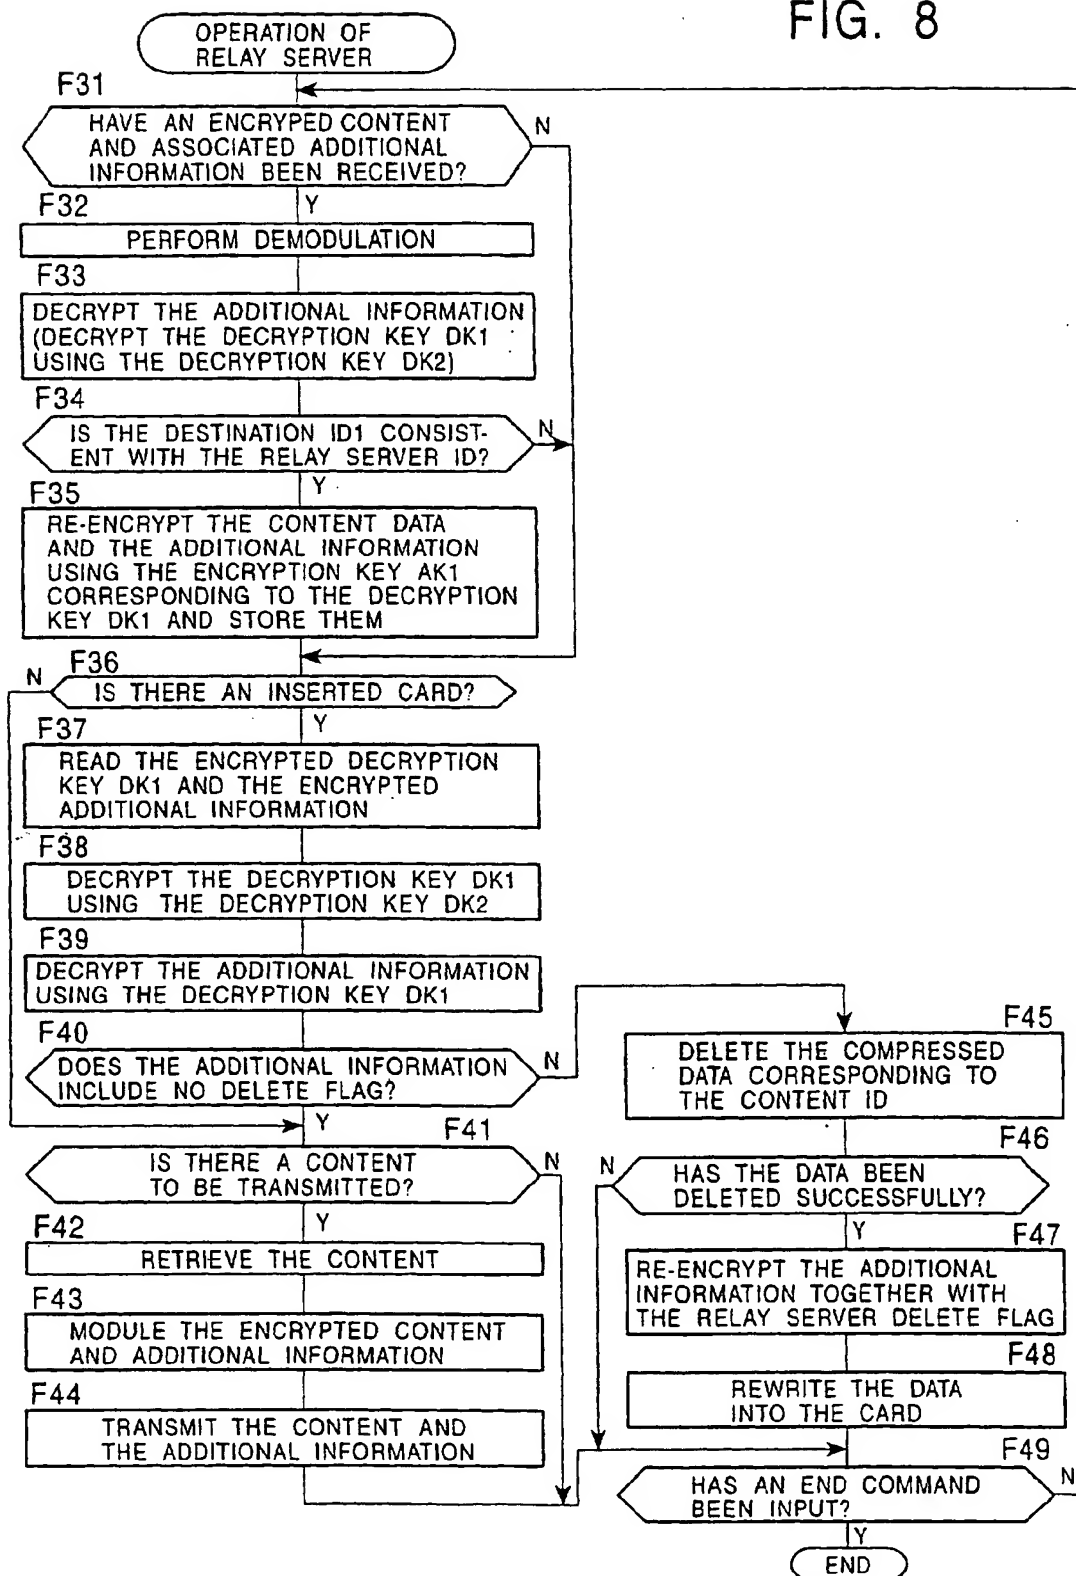 FIG. 8
OPERATION OF
RELAY SERVER
F31
HAVE AN ENCRYPED CONTENT
AND ASSOCIATED ADDITIONAL
INFORMATION BEEN RECEIVED?
N
Y
F32
PERFORM DEMODULATION
F33
DECRYPT THE ADDITIONAL INFORMATION
(DECRYPT THE DECRYPTION KEY DK1
USING THE DECRYPTION KEY DK2)
F34
IS THE DESTINATION ID1 CONSIST-
ENT WITH THE RELAY SERVER ID?
N
Y
F35
RE-ENCRYPT THE CONTENT DATA
AND THE ADDITIONAL INFORMATION
USING THE ENCRYPTION KEY AK1
CORRESPONDING TO THE DECRYPTION
KEY DK1 AND STORE THEM
F36
N
IS THERE AN INSERTED CARD?
Y
F37
READ THE ENCRYPTED DECRYPTION
KEY DK1 AND THE ENCRYPTED
ADDITIONAL INFORMATION
F38
DECRYPT THE DECRYPTION KEY DK1
USING THE DECRYPTION KEY DK2
F39
DECRYPT THE ADDITIONAL INFORMATION
USING THE DECRYPTION KEY DK1
F40
DOES THE ADDITIONAL INFORMATION
INCLUDE NO DELETE FLAG?
N
Y
F41
IS THERE A CONTENT
TO BE TRANSMITTED?
N
Y
F42
RETRIEVE THE CONTENT
F43
MODULE THE ENCRYPTED CONTENT
AND ADDITIONAL INFORMATION
F44
TRANSMIT THE CONTENT AND
THE ADDITIONAL INFORMATION
F45
DELETE THE COMPRESSED
DATA CORRESPONDING TO
THE CONTENT ID
F46
N
HAS THE DATA BEEN
DELETED SUCCESSFULLY?
Y
F47
RE-ENCRYPT THE ADDITIONAL
INFORMATION TOGETHER WITH
THE RELAY SERVER DELETE FLAG
F48
REWRITE THE DATA
INTO THE CARD
F49
HAS AN END COMMAND
BEEN INPUT?
N
Y
END